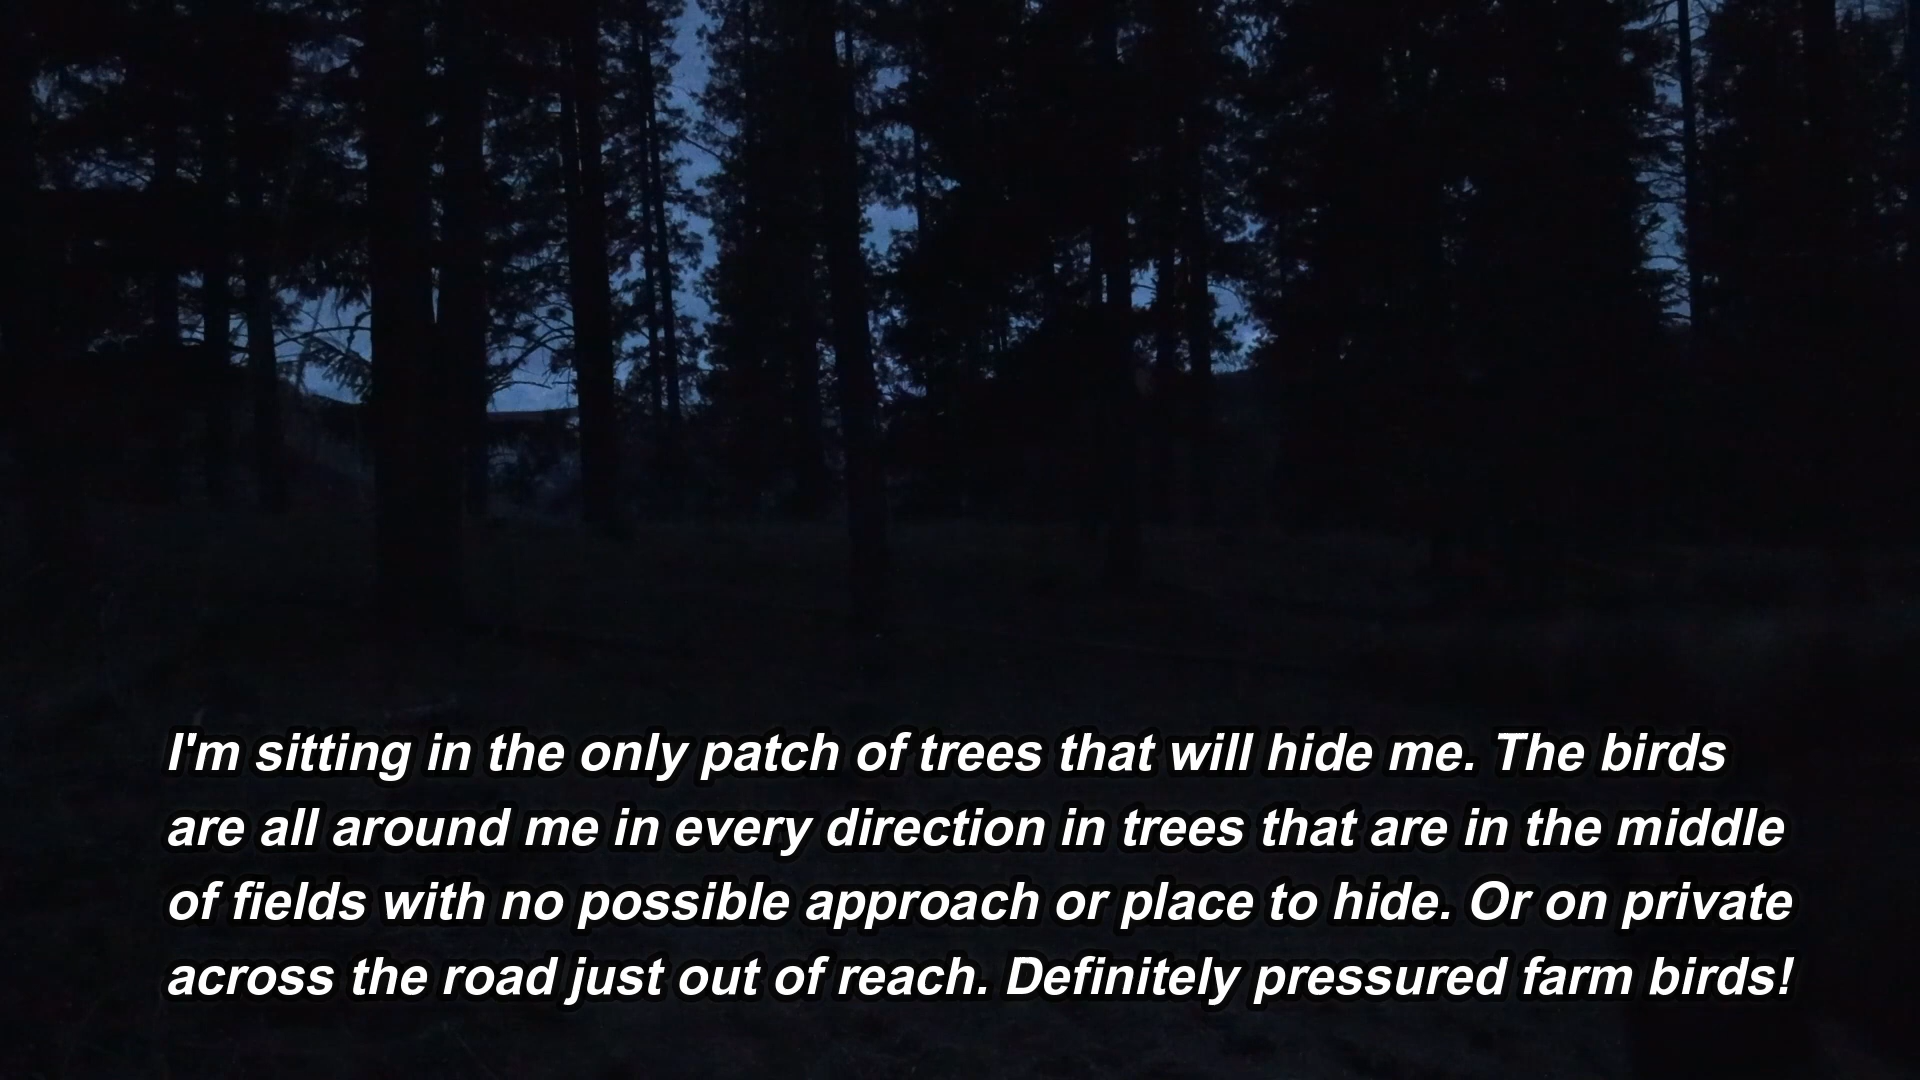 I'm sitting in the only patch of trees that will hide me. The birds
are all around me in every direction in trees that are in the middle
of fields with no possible approach or place to hide. Or on private
across the road just out of reach. Definitely pressured farm birds!